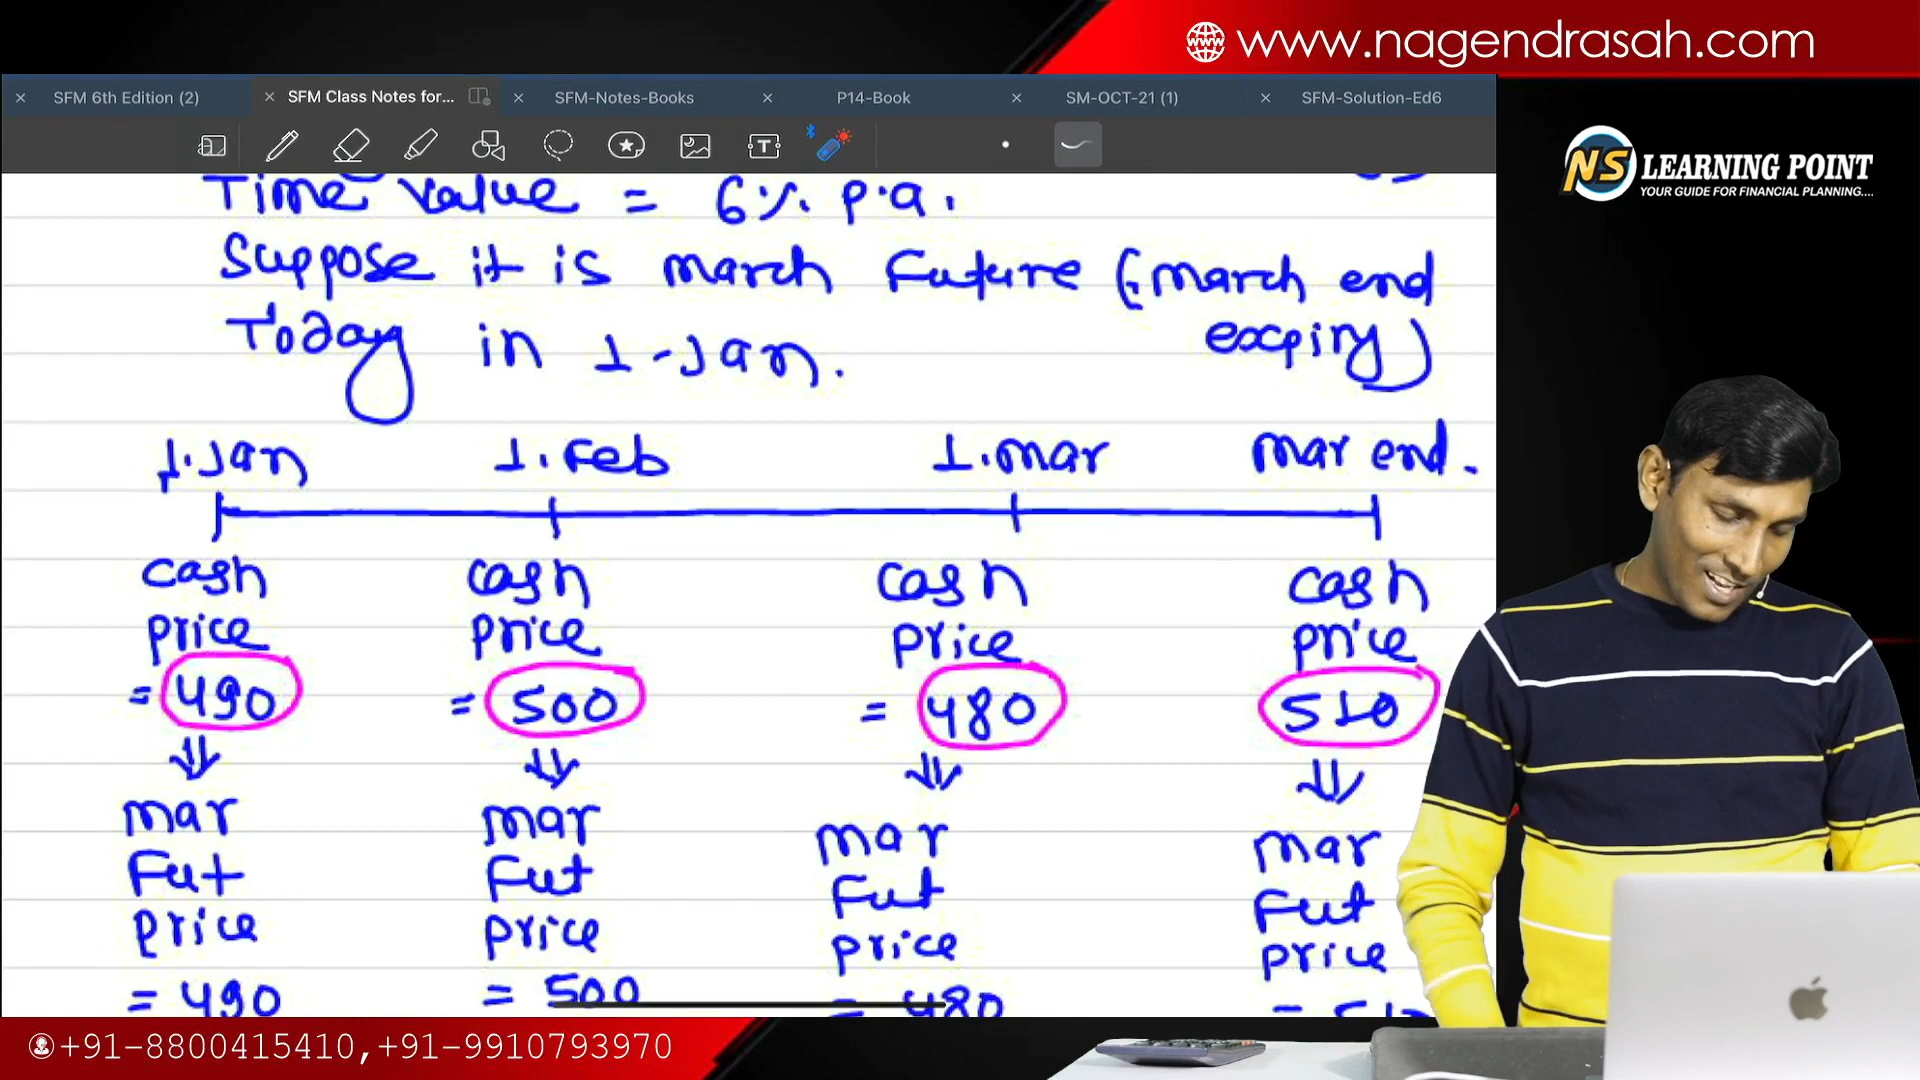 www.nagendrasah.com
SFM 6th Edition (2)
SFM Class Notes for...
SFM-Notes-Books
P14-Book
SM-OCT-21 (1)
SFM-Solution-Ed6
NS LEARNING POINT
YOUR GUIDE FOR FINANCIAL PLANNING....
Time value = 6% p.a.
Suppose it is march Future (:march end
expiry)
Today in 1-Jan.
1.Jan 1.Feb 1.mar mar end.
cash cash cash cash
price price price price
= 490 = 500 = 480 510
mar mar mar mar
Fut Fut Fut Fut
price price price price
= 490 = 500 = 480 =
+91-8800415410,+91-9910793970